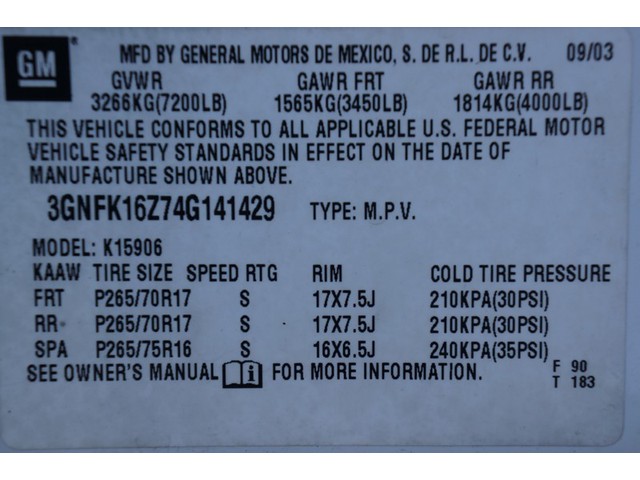 GM
MFD BY GENERAL MOTORS DE MEXICO, S. DE R.L. DE C.V. 09/03
GVWR GAWR FRT GAWR RR
3266KG(7200LB) 1565KG(3450LB) 1814KG(4000LB)
THIS VEHICLE CONFORMS TO ALL APPLICABLE U.S. FEDERAL MOTOR
VEHICLE SAFETY STANDARDS IN EFFECT ON THE DATE OF
MANUFACTURE SHOWN ABOVE.
3GNFK16Z74G141429 TYPE: M.P.V.
MODEL: K15906
KAAW TIRE SIZE SPEED RTG RIM COLD TIRE PRESSURE
FRT P265/70R17 S 17X7.5J 210KPA(30PSI)
RR P265/70R17 S 17X7.5J 210KPA(30PSI)
SPA P265/75R16 S 16X6.5J 240KPA(35PSI)
SEE OWNER'S MANUAL i FOR MORE INFORMATION. F 90
T 183